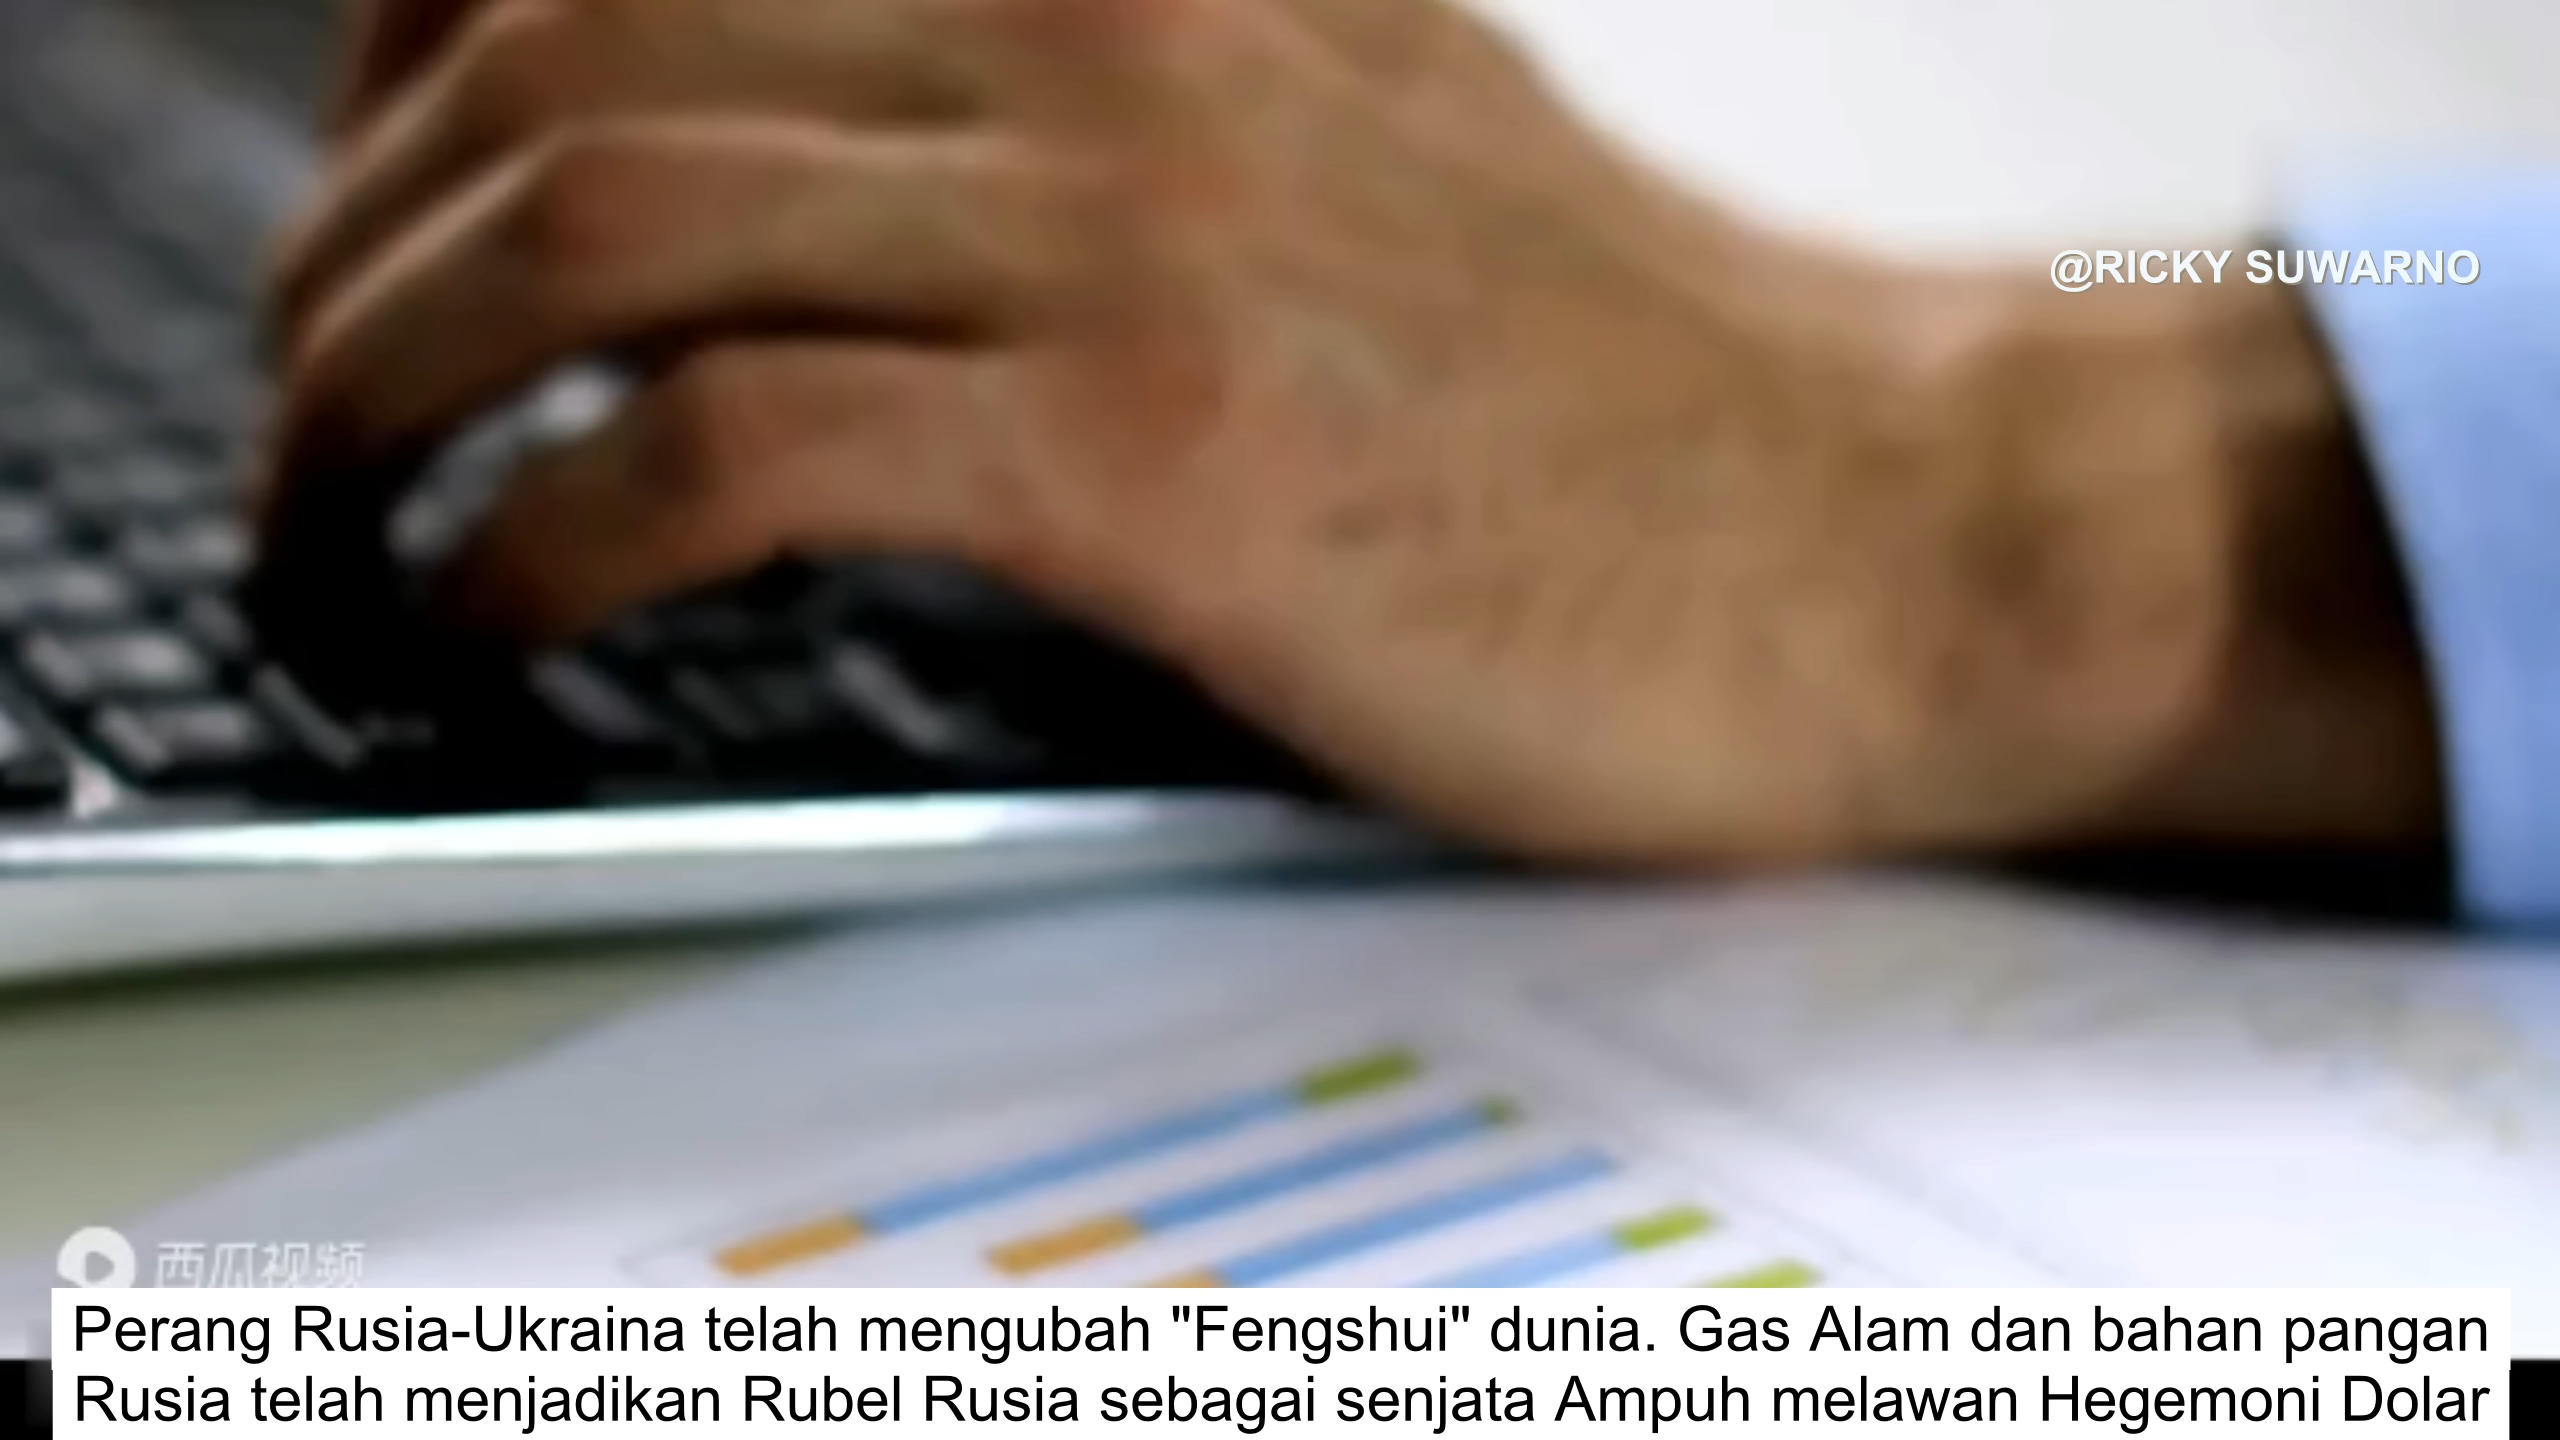 @RICKY SUWARNO
西瓜视频
Perang Rusia-Ukraina telah mengubah "Fengshui" dunia. Gas Alam dan bahan pangan
Rusia telah menjadikan Rubel Rusia sebagai senjata Ampuh melawan Hegemoni Dolar